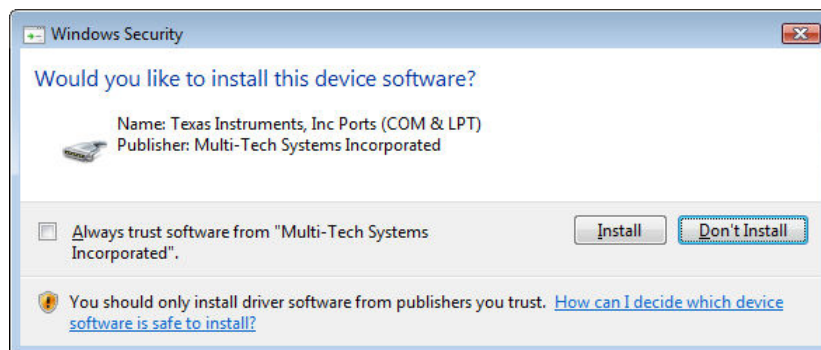 Windows Security
Would you like to install this device software?
Name: Texas Instruments, Inc Ports (COM & LPT)
Publisher: Multi-Tech Systems Incorporated
Always trust software from "Multi-Tech Systems
Incorporated".
Install
Don't Install
You should only install driver software from publishers you trust. How can I decide which device
software is safe to install?